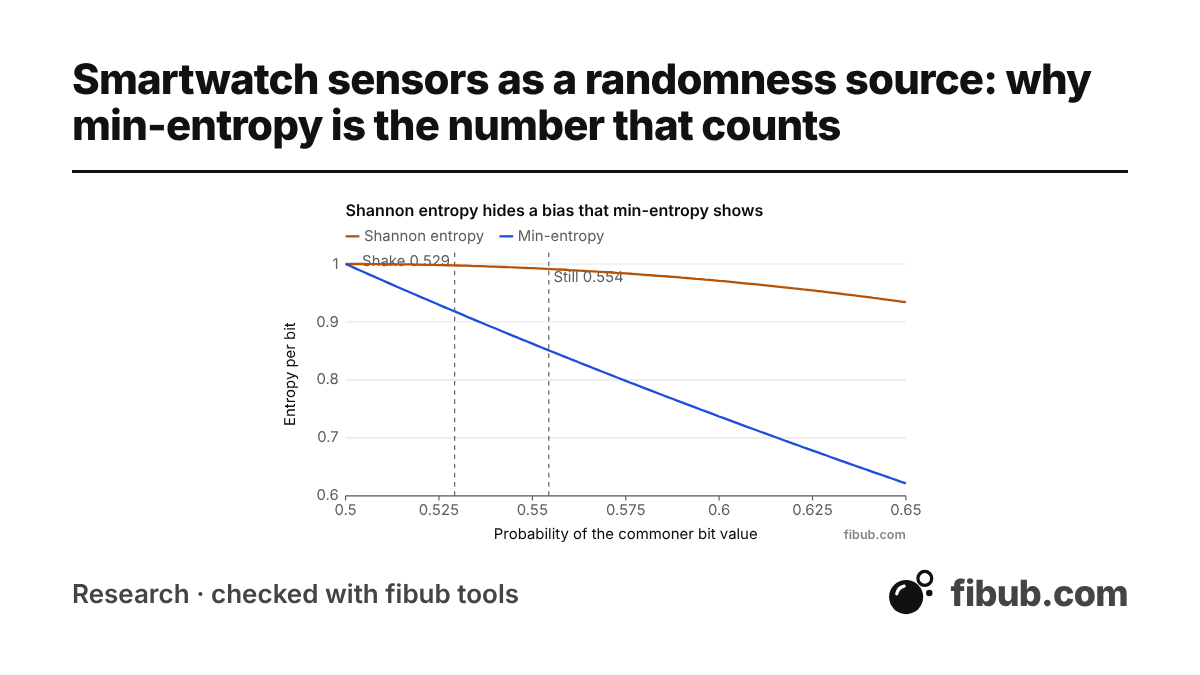 Smartwatch sensors as a randomness source: why
min-entropy is the number that counts
Shannon entropy hides a bias that min-entropy shows
Shannon entropy Min-entropy
Shake 0.529
Still 0.554
1
0.9
0.8
0.7
0.6
Entropy per bit
0.5 0.525 0.55 0.575 0.6 0.625 0.65
Probability of the commoner bit value
fibub.com
Research · checked with fibub tools
fibub.com